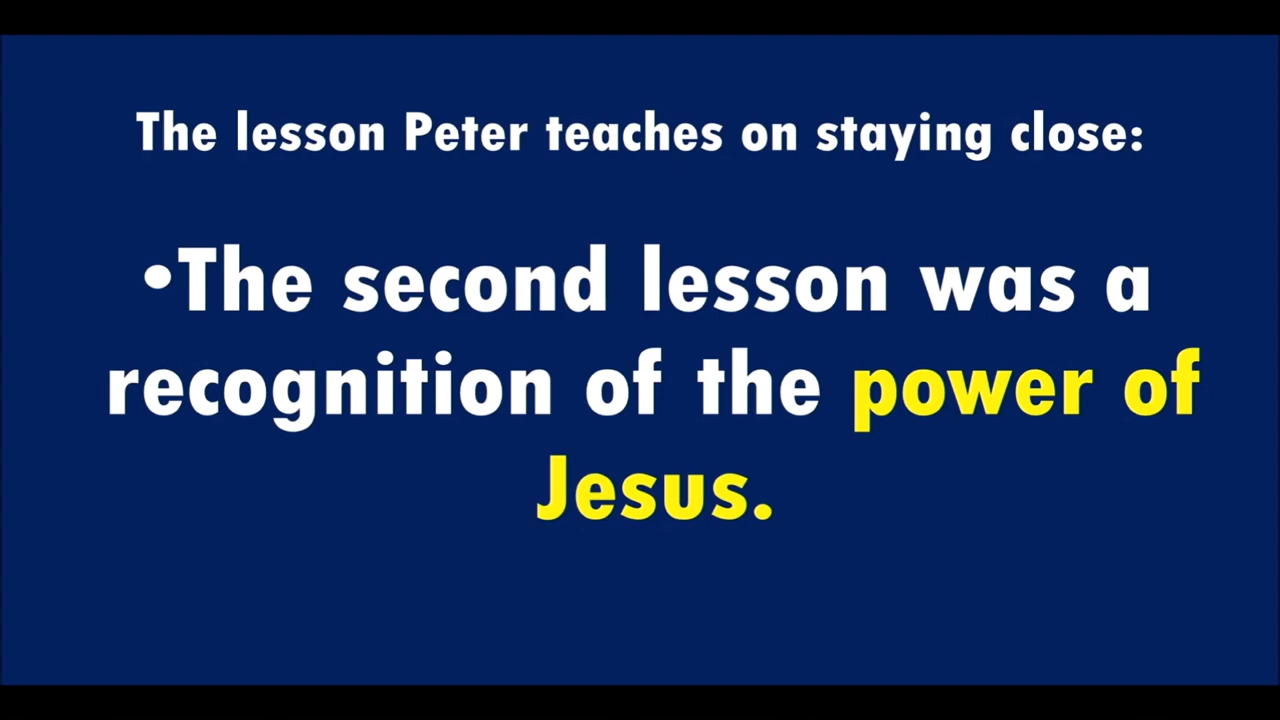 The lesson Peter teaches on staying close:
•The second lesson was a
recognition of the power of
Jesus.